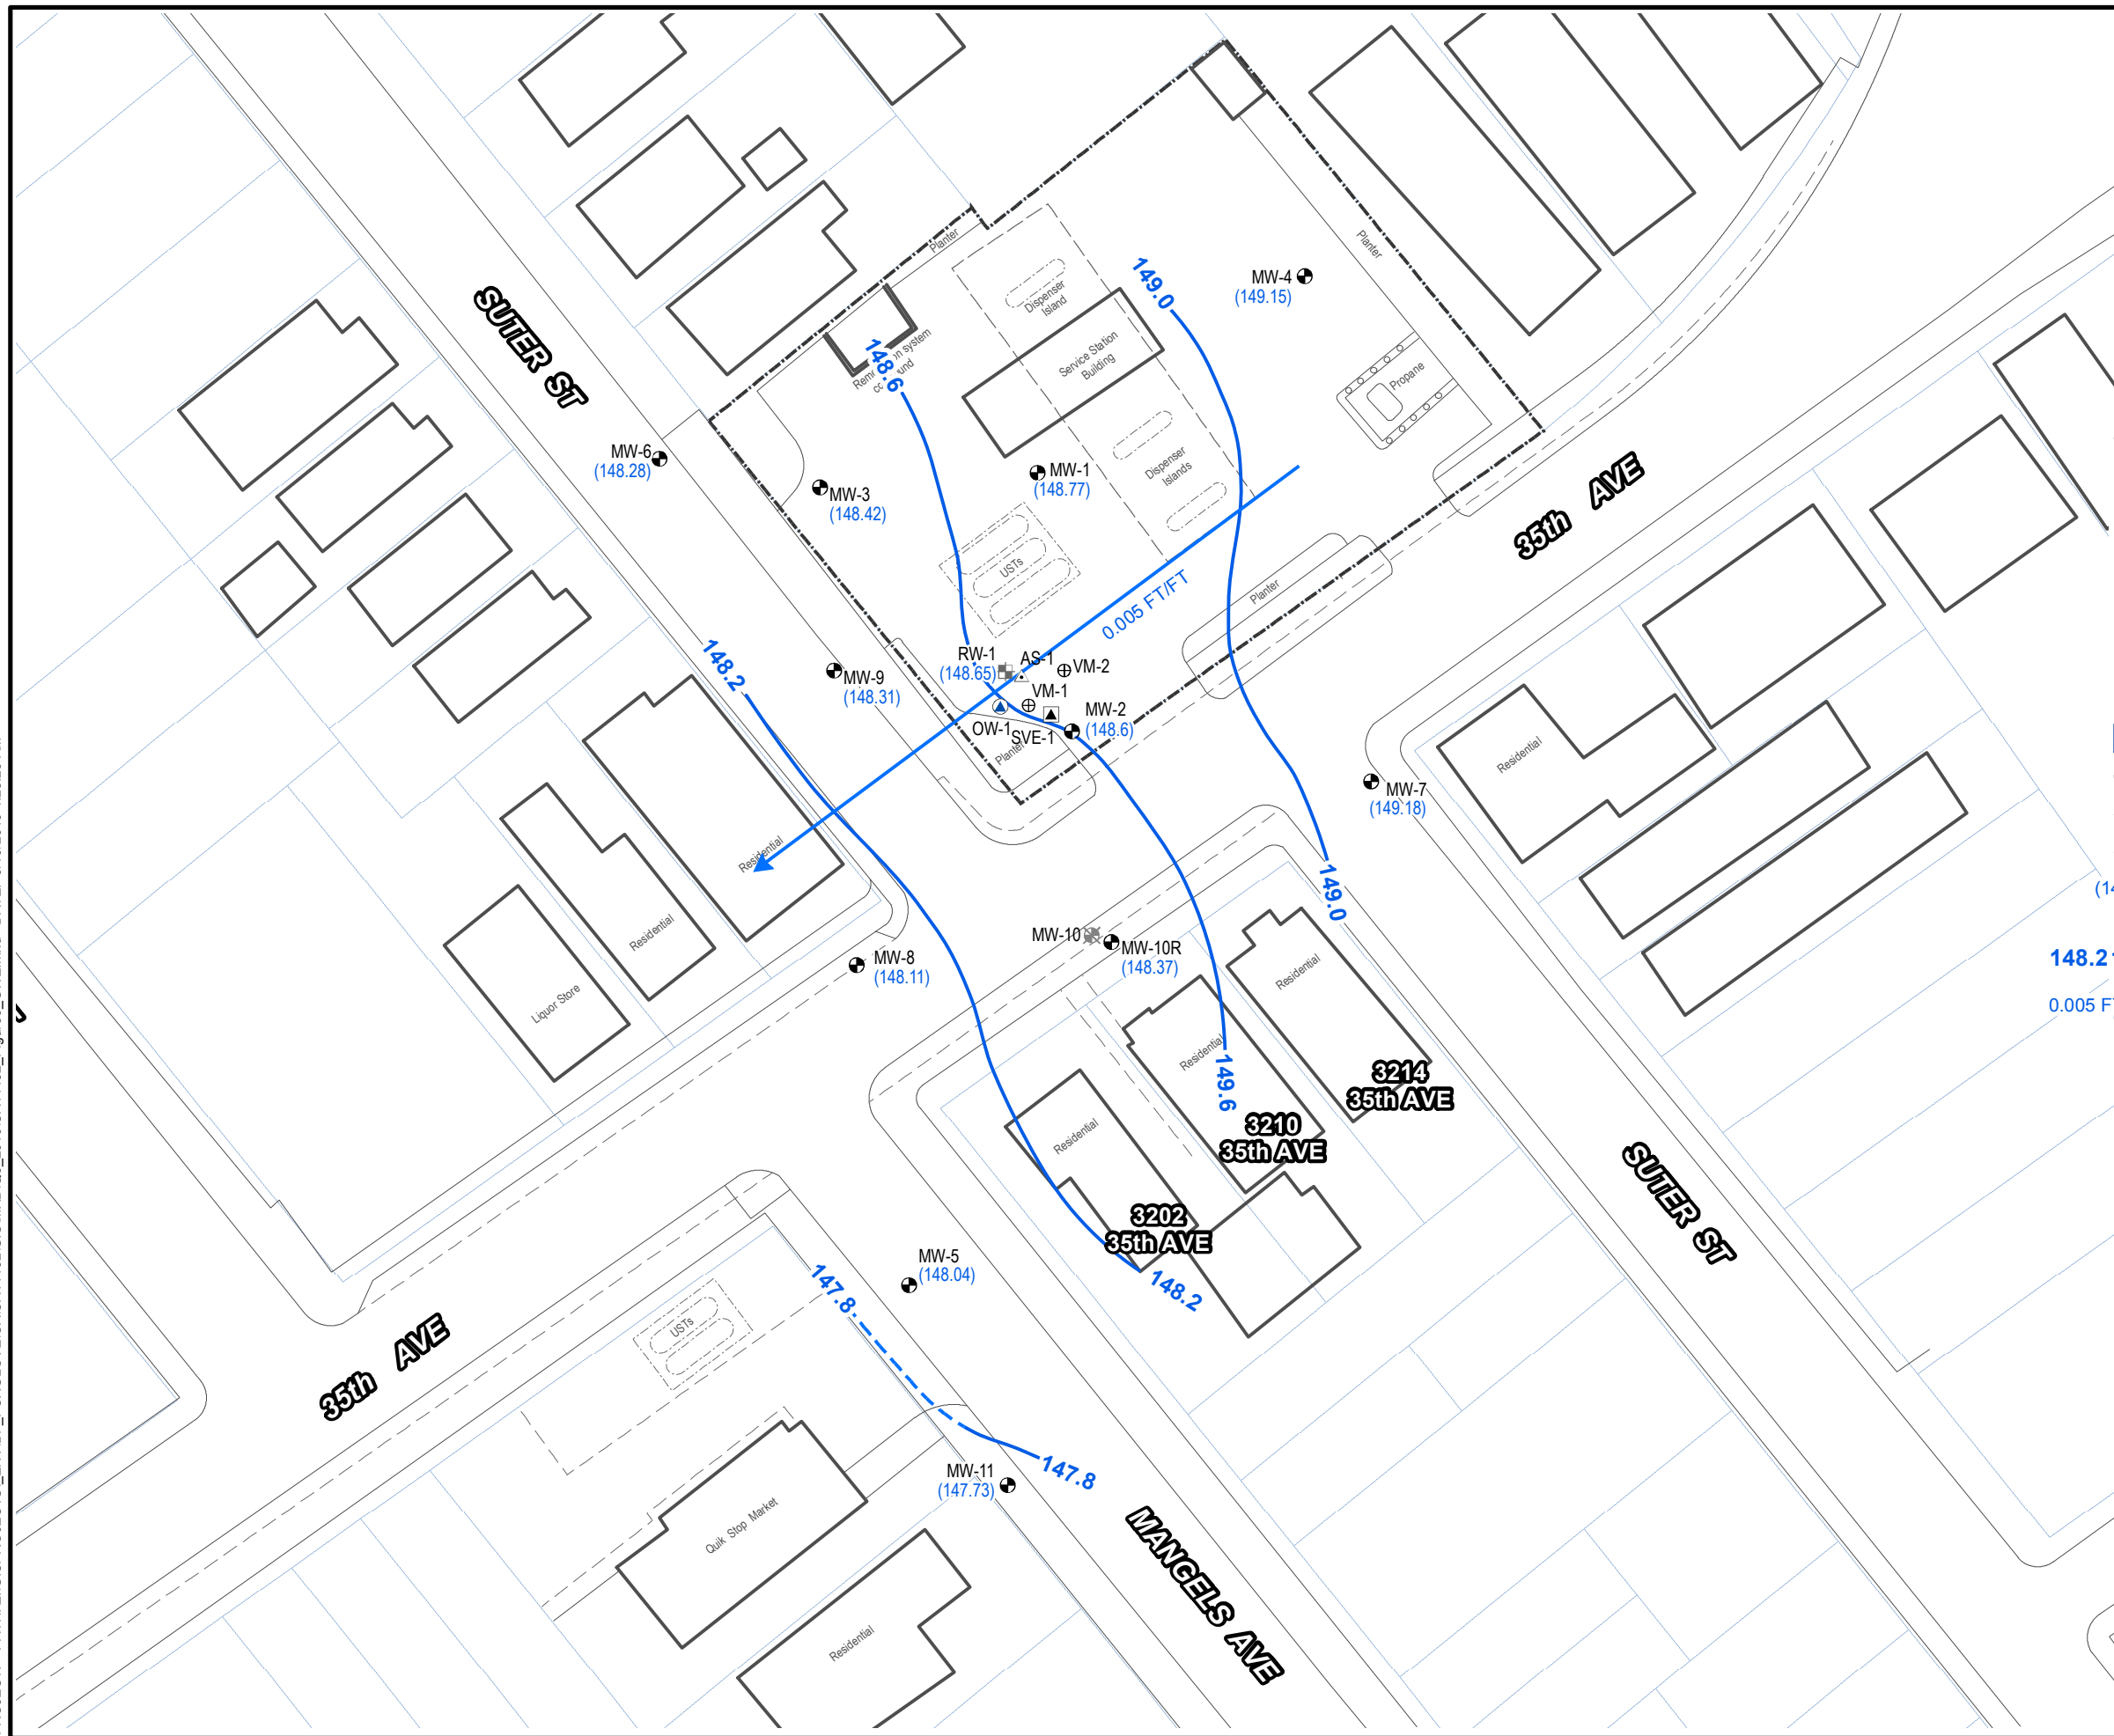 SUTER ST
Planter
Dispenser
Island
Service Station
Building
149.0
MW-4
(149.15)
Planter
Propane
148.6
MW-6
(148.28)
MW-3
(148.42)
MW-1
(148.77)
Dispenser
Islands
35th AVE
USTs
0.005 FT/FT
Planter
148.2
MW-9
(148.31)
RW-1
(148.65)
AS-1
VM-2
VM-1
OW-1
SVE-1
MW-2
(148.6)
Planter
MW-7
(149.18)
Residential
Residential
149.0
Residential
Liquor Store
MW-8
(148.11)
MW-10
MW-10R
(148.37)
Residential
148.2
0.005 F
Residential
149.6
3214
35th AVE
3210
35th AVE
Residential
3202
35th AVE
148.2
SUTER ST
MW-5
(148.04)
147.8
USTs
35th AVE
MW-11
(147.73)
147.8
Quik Stop Market
MANGELS AVE
Residential